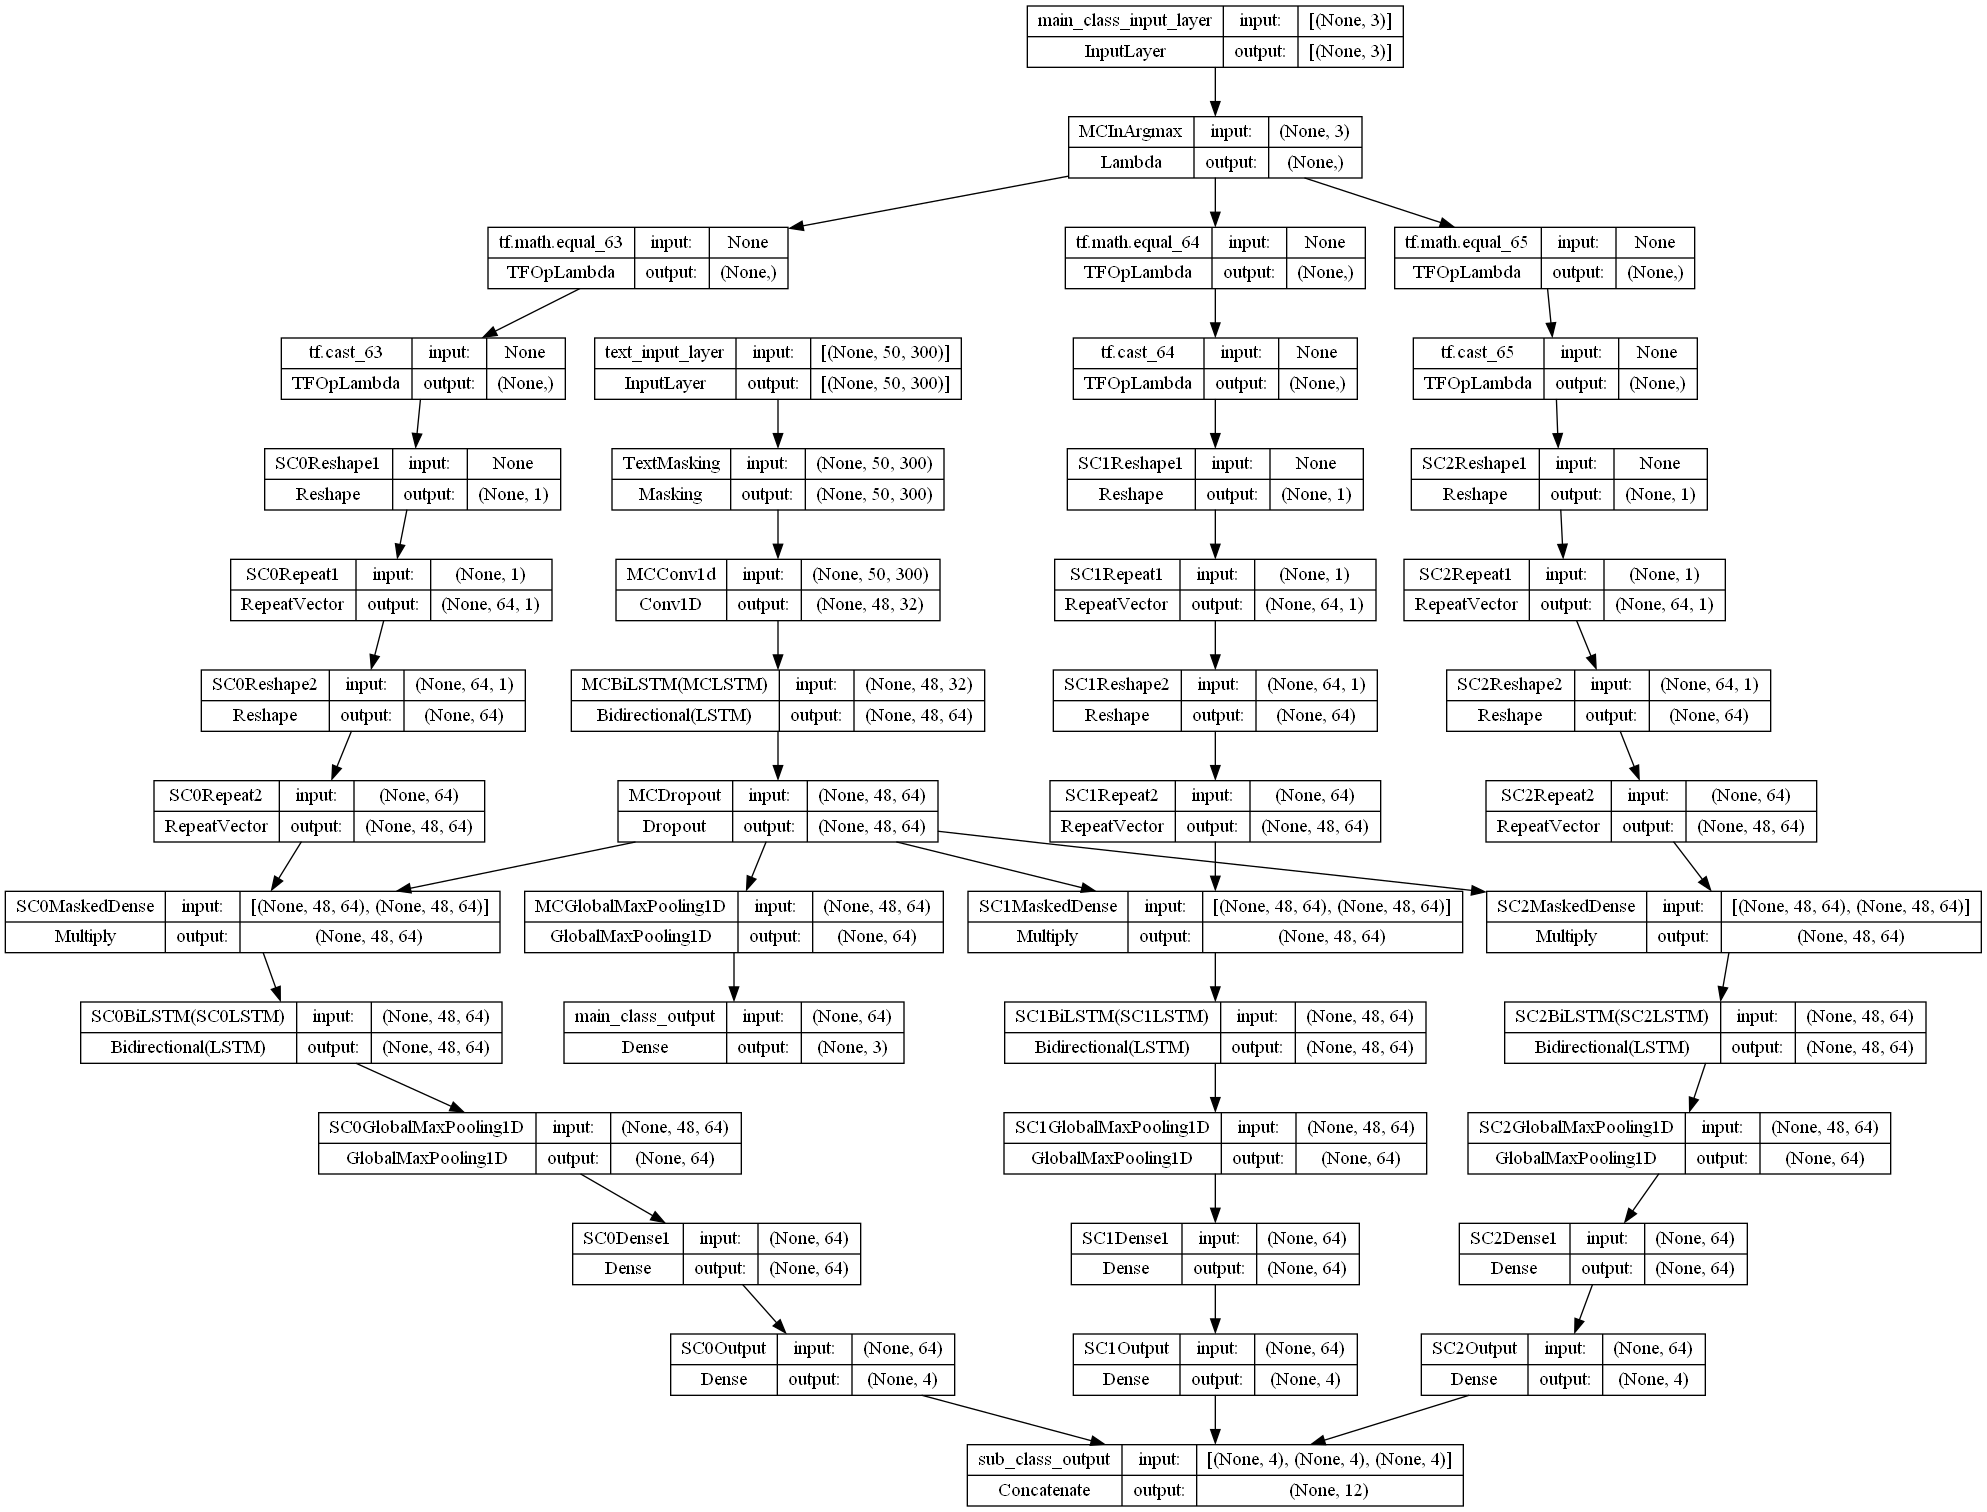 main_class_input_layer input: [(None, 3)]
InputLayer output: [(None, 3)]
MCInArgmax input: (None, 3)
Lambda output: (None,)
tf.math.equal_63 input: None
TFOpLambda output: (None,)
tf.math.equal_64 input: None
TFOpLambda output: (None,)
tf.math.equal_65 input: None
TFOpLambda output: (None,)
tf.cast_63 input: None
TFOpLambda output: (None,)
text_input_layer input: [(None, 50, 300)]
InputLayer output: [(None, 50, 300)]
tf.cast_64 input: None
TFOpLambda output: (None,)
tf.cast_65 input: None
TFOpLambda output: (None,)
SC0Reshape1 input: None
Reshape output: (None, 1)
TextMasking input: (None, 50, 300)
Masking output: (None, 50, 300)
SC1Reshape1 input: None
Reshape output: (None, 1)
SC2Reshape1 input: None
Reshape output: (None, 1)
SC0Repeat1 input: (None, 1)
RepeatVector output: (None, 64, 1)
MCConv1d input: (None, 50, 300)
Conv1D output: (None, 48, 32)
SC1Repeat1 input: (None, 1)
RepeatVector output: (None, 64, 1)
SC2Repeat1 input: (None, 1)
RepeatVector output: (None, 64, 1)
SC0Reshape2 input: (None, 64, 1)
Reshape output: (None, 64)
MCBiLSTM(MCLSTM) input: (None, 48, 32)
Bidirectional(LSTM) output: (None, 48, 64)
SC1Reshape2 input: (None, 64, 1)
Reshape output: (None, 64)
SC2Reshape2 input: (None, 64, 1)
Reshape output: (None, 64)
SC0Repeat2 input: (None, 64)
RepeatVector output: (None, 48, 64)
MCDropout input: (None, 48, 64)
Dropout output: (None, 48, 64)
SC1Repeat2 input: (None, 64)
RepeatVector output: (None, 48, 64)
SC2Repeat2 input: (None, 64)
RepeatVector output: (None, 48, 64)
SC0MaskedDense input: [(None, 48, 64), (None, 48, 64)]
Multiply output: (None, 48, 64)
MCGlobalMaxPooling1D input: (None, 48, 64)
GlobalMaxPooling1D output: (None, 64)
SC1MaskedDense input: [(None, 48, 64), (None, 48, 64)]
Multiply output: (None, 48, 64)
SC2MaskedDense input: [(None, 48, 64), (None, 48, 64)]
Multiply output: (None, 48, 64)
SC0BiLSTM(SC0LSTM) input: (None, 48, 64)
Bidirectional(LSTM) output: (None, 48, 64)
main_class_output input: (None, 64)
Dense output: (None, 3)
SC1BiLSTM(SC1LSTM) input: (None, 48, 64)
Bidirectional(LSTM) output: (None, 48, 64)
SC2BiLSTM(SC2LSTM) input: (None, 48, 64)
Bidirectional(LSTM) output: (None, 48, 64)
SC0GlobalMaxPooling1D input: (None, 48, 64)
GlobalMaxPooling1D output: (None, 64)
SC1GlobalMaxPooling1D input: (None, 48, 64)
GlobalMaxPooling1D output: (None, 64)
SC2GlobalMaxPooling1D input: (None, 48, 64)
GlobalMaxPooling1D output: (None, 64)
SC0Dense1 input: (None, 64)
Dense output: (None, 64)
SC1Dense1 input: (None, 64)
Dense output: (None, 64)
SC2Dense1 input: (None, 64)
Dense output: (None, 64)
SC0Output input: (None, 64)
Dense output: (None, 4)
SC1Output input: (None, 64)
Dense output: (None, 4)
SC2Output input: (None, 64)
Dense output: (None, 4)
sub_class_output input: [(None, 4), (None, 4), (None, 4)]
Concatenate output: (None, 12)